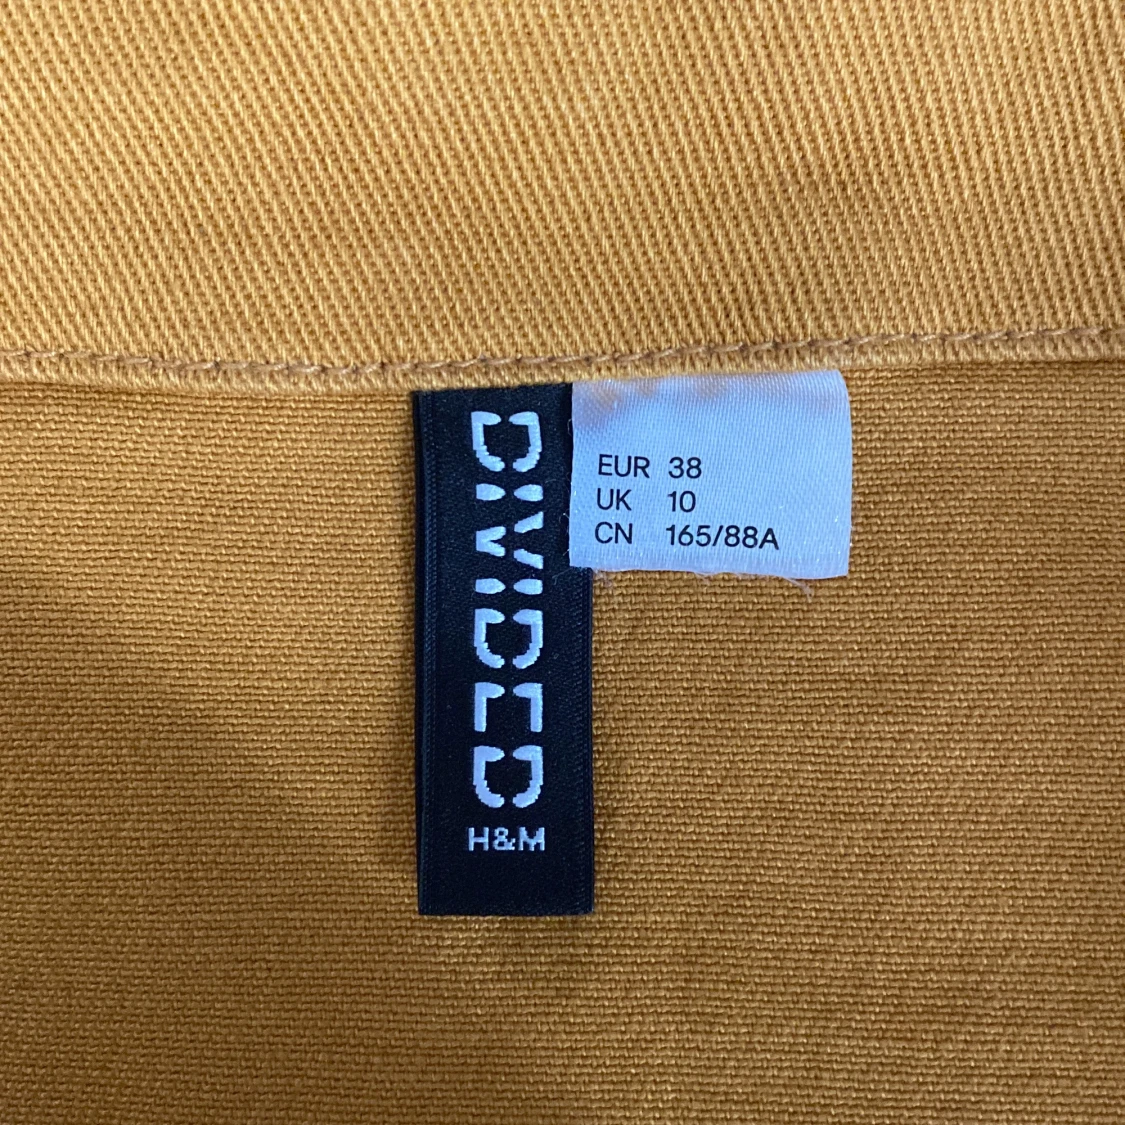 DIVIDED
H&M
EUR 38
UK 10
CN 165/88A